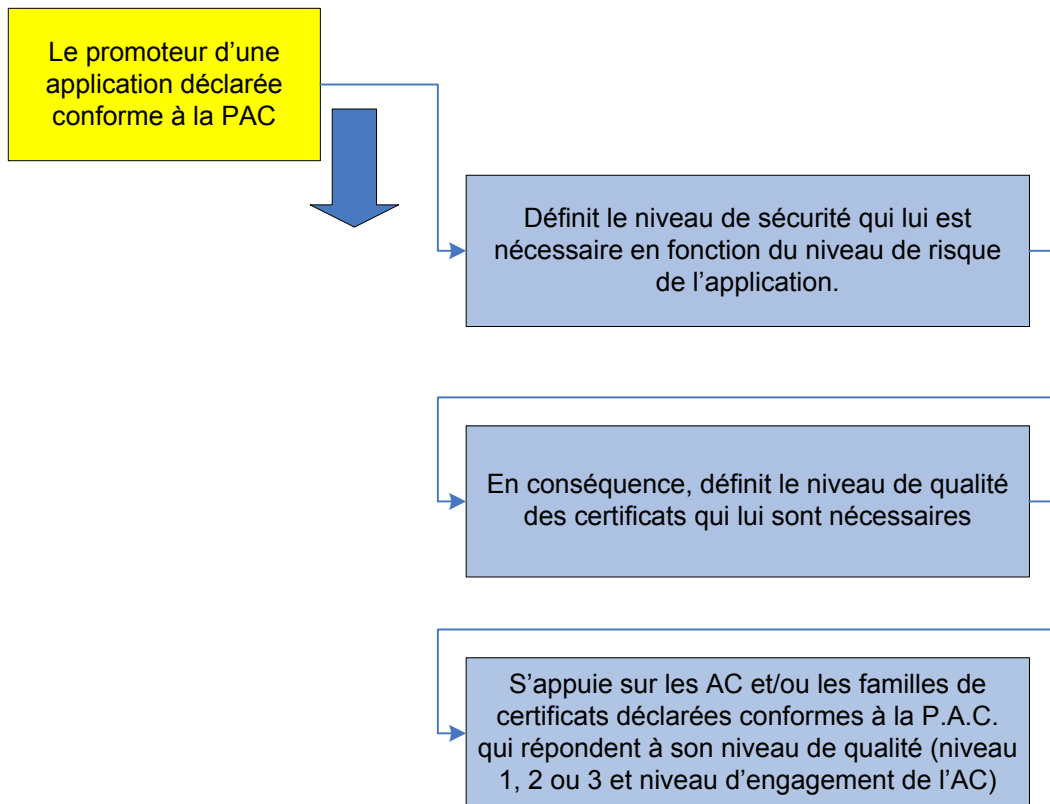 Le promoteur d’une
application déclarée
conforme à la PAC
Définit le niveau de sécurité qui lui est
nécessaire en fonction du niveau de risque
de l’application.
En conséquence, définit le niveau de qualité
des certificats qui lui sont nécessaires
S’appuie sur les AC et/ou les familles de
certificats déclarées conformes à la P.A.C.
qui répondent à son niveau de qualité (niveau
1, 2 ou 3 et niveau d’engagement de l’AC)